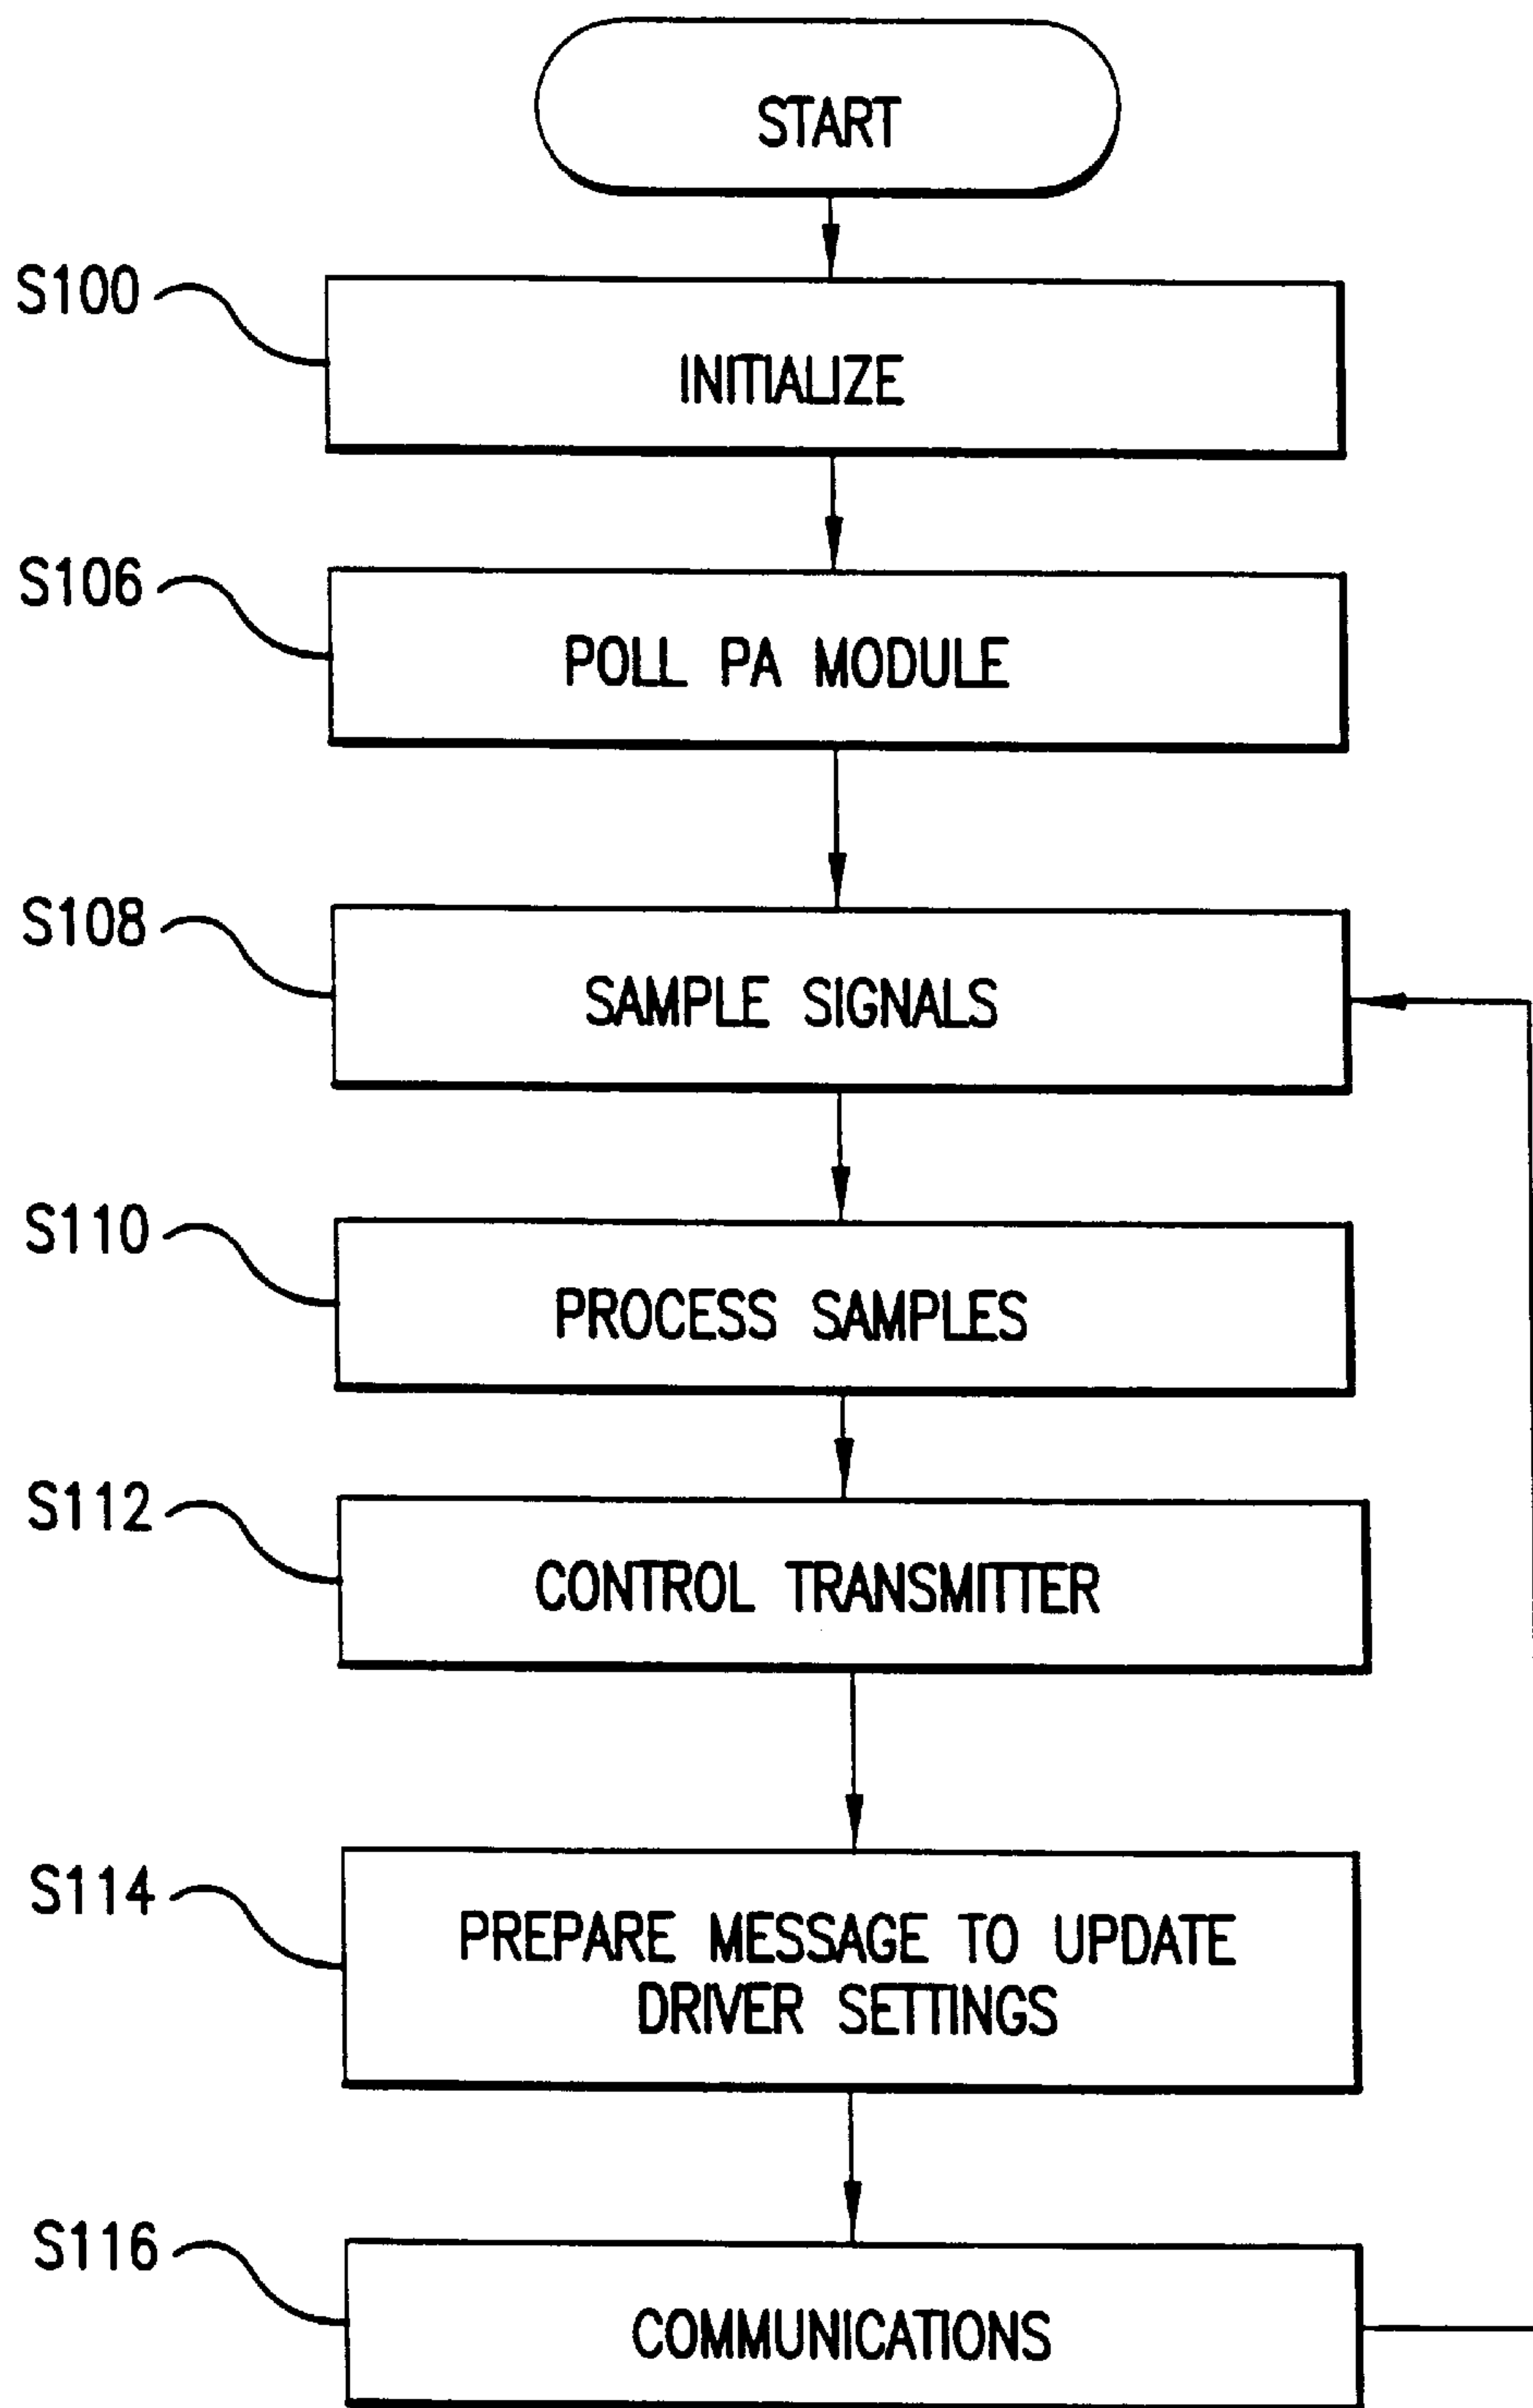 START
S100
INITIALIZE
S106
POLL PA MODULE
S108
SAMPLE SIGNALS
S110
PROCESS SAMPLES
S112
CONTROL TRANSMITTER
S114
PREPARE MESSAGE TO UPDATE
DRIVER SETTINGS
S116
COMMUNICATIONS